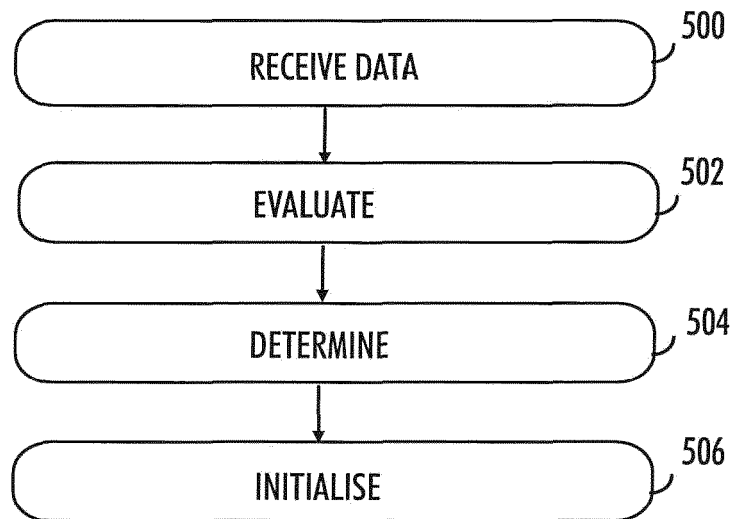 500
RECEIVE DATA
502
EVALUATE
504
DETERMINE
506
INITIALISE